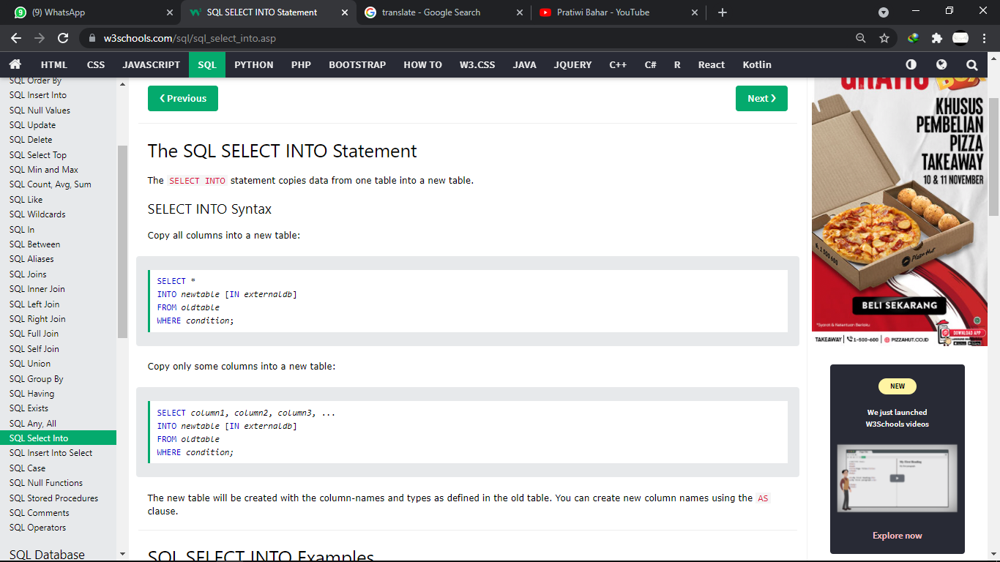 (9) WhatsApp
SQL SELECT INTO Statement
translate - Google Search
Pratiwi Bahar - YouTube
w3schools.com/sql/sql_select_into.asp
HTML CSS JAVASCRIPT SQL PYTHON PHP BOOTSTRAP HOW TO W3.CSS JAVA JQUERY C++ C# R React Kotlin
SQL Order By
SQL Insert Into
SQL Null Values
SQL Update
SQL Delete
SQL Select Top
SQL Min and Max
SQL Count, Avg, Sum
SQL Like
SQL Wildcards
SQL In
SQL Between
SQL Aliases
SQL Joins
SQL Inner Join
SQL Left Join
SQL Right Join
SQL Full Join
SQL Self Join
SQL Union
SQL Group By
SQL Having
SQL Exists
SQL Any, All
SQL Select Into
SQL Insert Into Select
SQL Case
SQL Null Functions
SQL Stored Procedures
SQL Comments
SQL Operators
SQL Database
❮ Previous
Next ❯
The SQL SELECT INTO Statement
The SELECT INTO statement copies data from one table into a new table.
SELECT INTO Syntax
Copy all columns into a new table:
SELECT *
INTO newtable [IN externaldb]
FROM oldtable
WHERE condition;
Copy only some columns into a new table:
SELECT column1, column2, column3, ...
INTO newtable [IN externaldb]
FROM oldtable
WHERE condition;
The new table will be created with the column-names and types as defined in the old table. You can create new column names using the AS
clause.
SQL SELECT INTO Examples
GRATIS
BOX
KHUSUS
PEMBELIAN
PIZZA
TAKEAWAY
10 & 11 NOVEMBER
1 500 600
Pizza Hut
BELI SEKARANG
*Syarat & Ketentuan Berlaku
TAKEAWAY | 1-500-600 | PIZZAHUT.CO.ID
DOWNLOAD APP
NEW
We just launched
W3Schools videos
Explore now